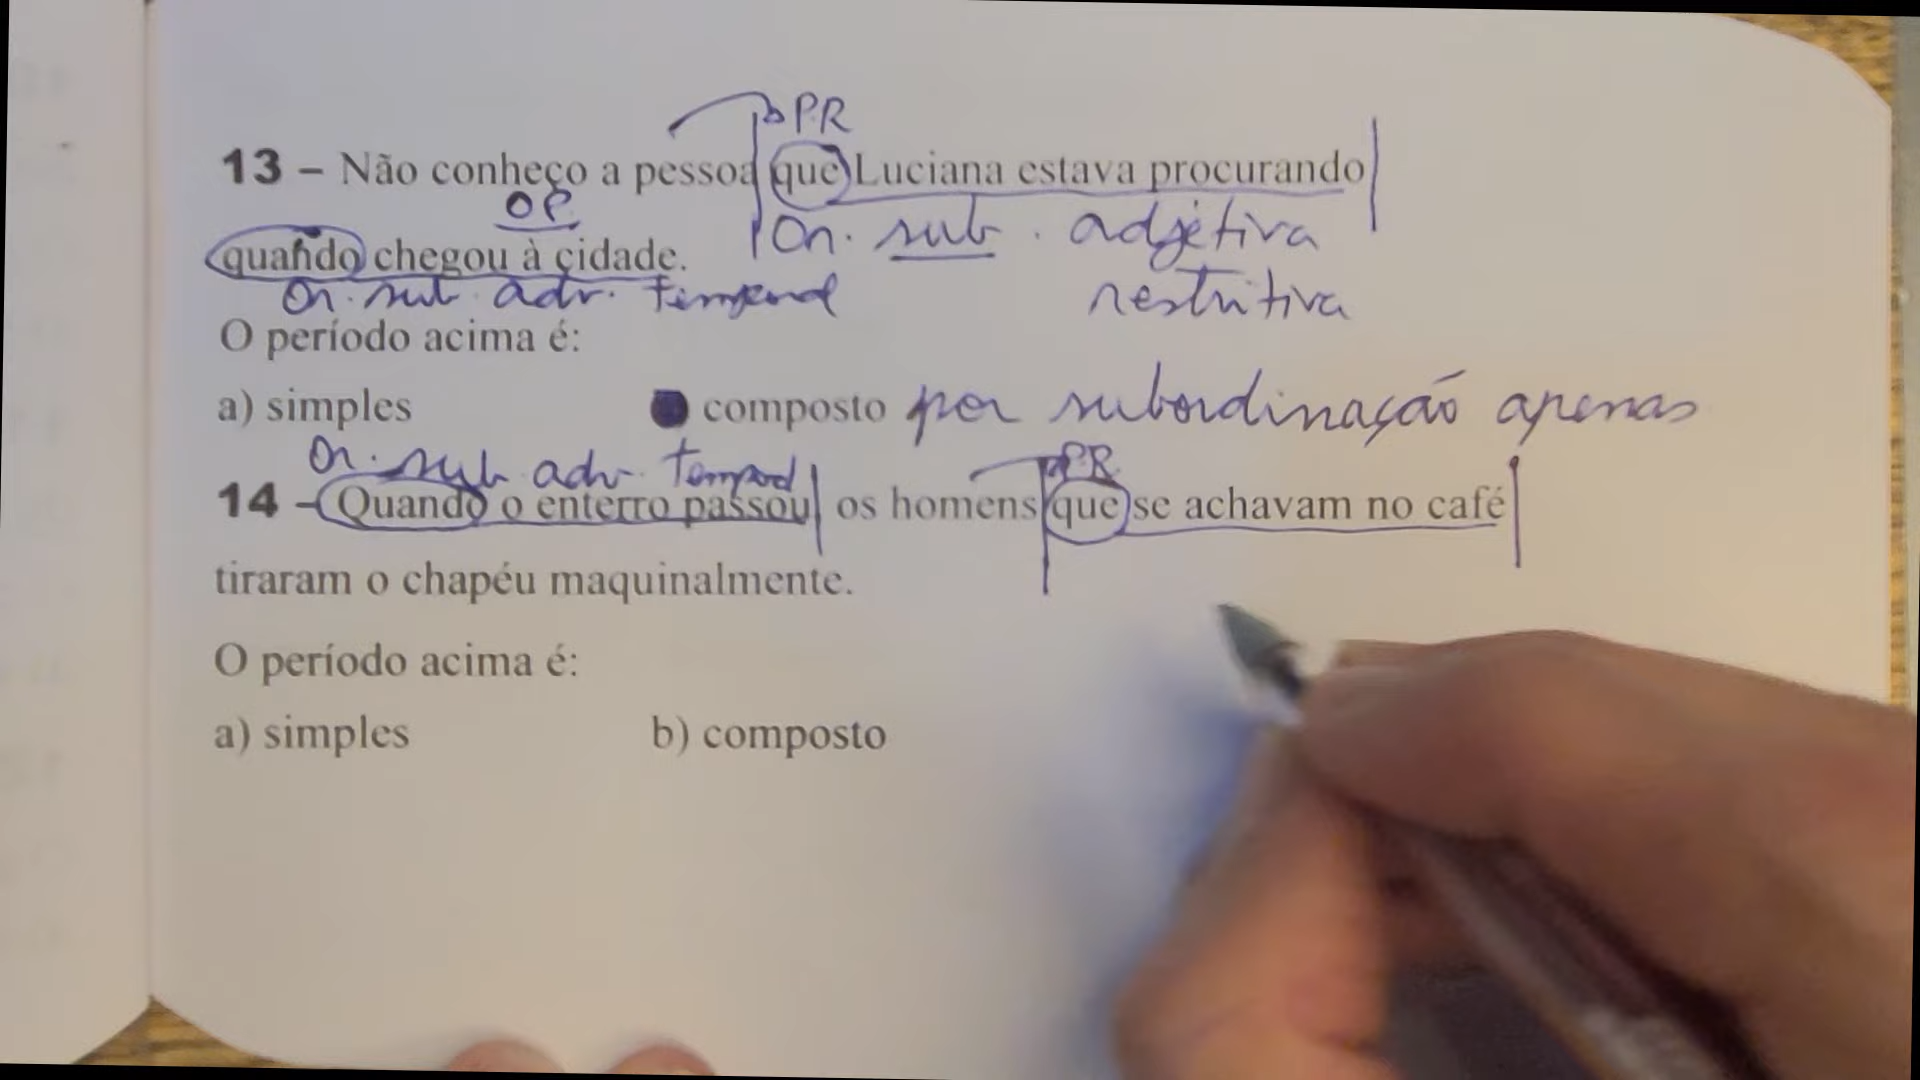 PR
13 – Não conheço a pessoa que Luciana estava procurando
OP
Or. sub. adjetiva
quando chegou à cidade.
Or. sub. adv. temporal
restritiva
O período acima é:
a) simples composto por subordinação apenas
Or. sub. adv. temporal PR
14 – Quando o enterro passou os homens que se achavam no café
tiraram o chapéu maquinalmente.
O período acima é:
a) simples b) composto